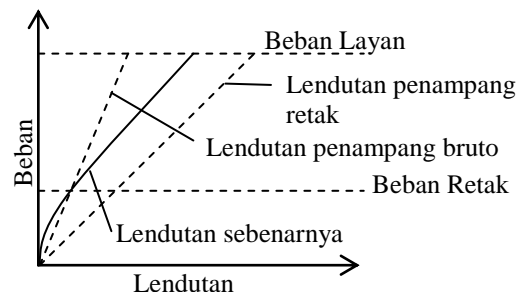 Beban Layan
Lendutan penampang
retak
Lendutan penampang bruto
Beban
Beban Retak
Lendutan sebenarnya
Lendutan